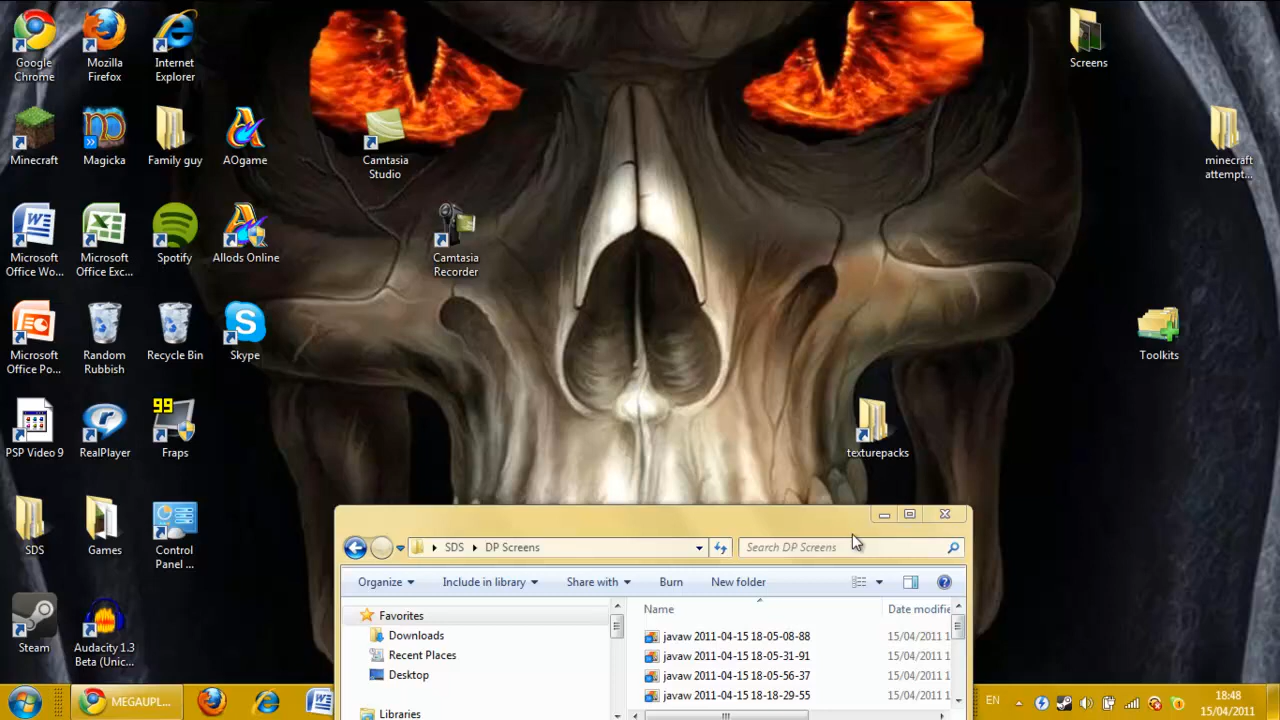 Google
Chrome
Mozilla
Firefox
Internet
Explorer
Screens
Minecraft
Magicka
Family guy
AOgame
Camtasia
Studio
minecraft
attempt...
Microsoft
Office Wo...
Microsoft
Office Exc...
Spotify
Allods Online
Camtasia
Recorder
Microsoft
Office Po...
Random
Rubbish
Recycle Bin
Skype
Toolkits
99
PSP Video 9
RealPlayer
Fraps
texturepacks
SDS
Games
Control
Panel ...
Steam
Audacity 1.3
Beta (Unic...
SDS DP Screens
Search DP Screens
Organize Include in library Share with Burn New folder
Favorites
Downloads
Recent Places
Desktop
Libraries
Name Date modifie
javaw 2011-04-15 18-05-08-88 15/04/2011 1
javaw 2011-04-15 18-05-31-91 15/04/2011 1
javaw 2011-04-15 18-05-56-37 15/04/2011 1
javaw 2011-04-15 18-18-29-55 15/04/2011 1
MEGAUPL...
EN
18:48
15/04/2011